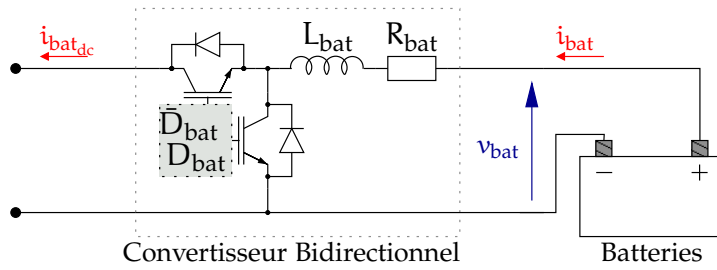 i_bat_dc
L_bat
R_bat
i_bat
D̄_bat
D_bat
v_bat
− +
Convertisseur Bidirectionnel
Batteries